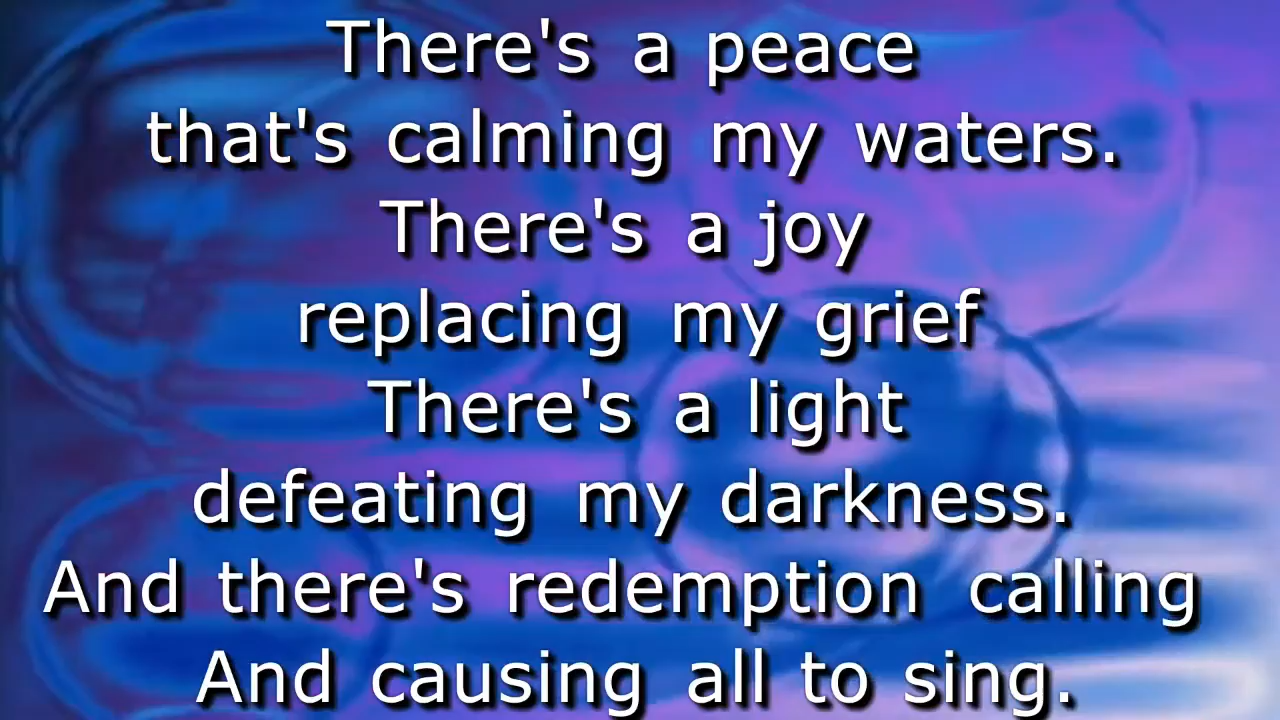 There's a peace
that's calming my waters.
There's a joy
replacing my grief
There's a light
defeating my darkness.
And there's redemption calling
And causing all to sing.